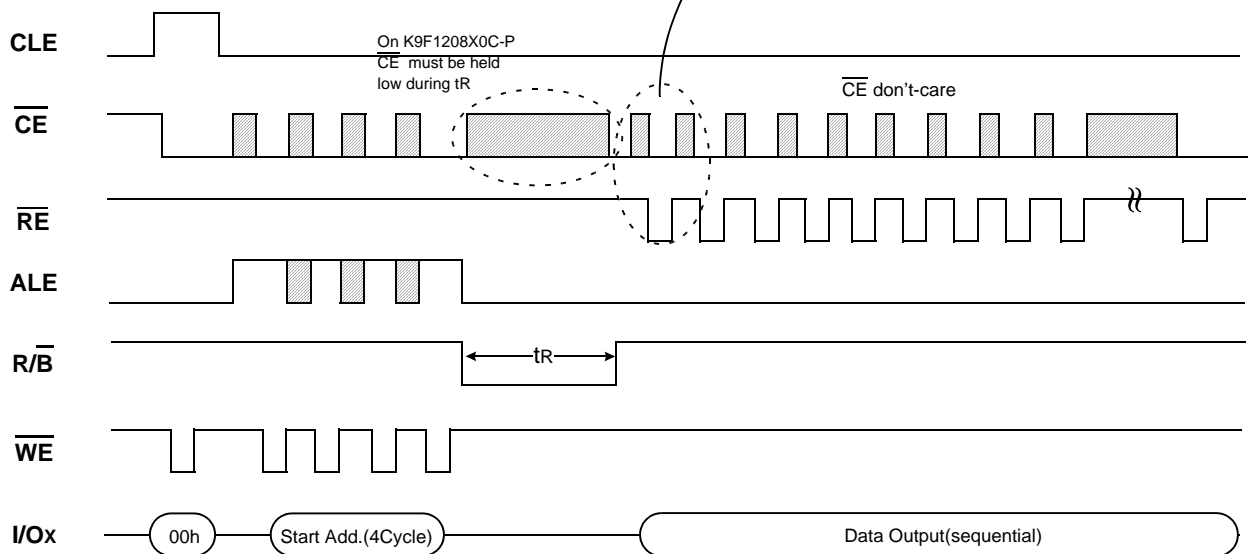 CLE
On K9F1208X0C-P
CE must be held
low during tR
CE don't-care
CE
RE
ALE
R/B
tR
WE
I/Ox
00h
Start Add.(4Cycle)
Data Output(sequential)